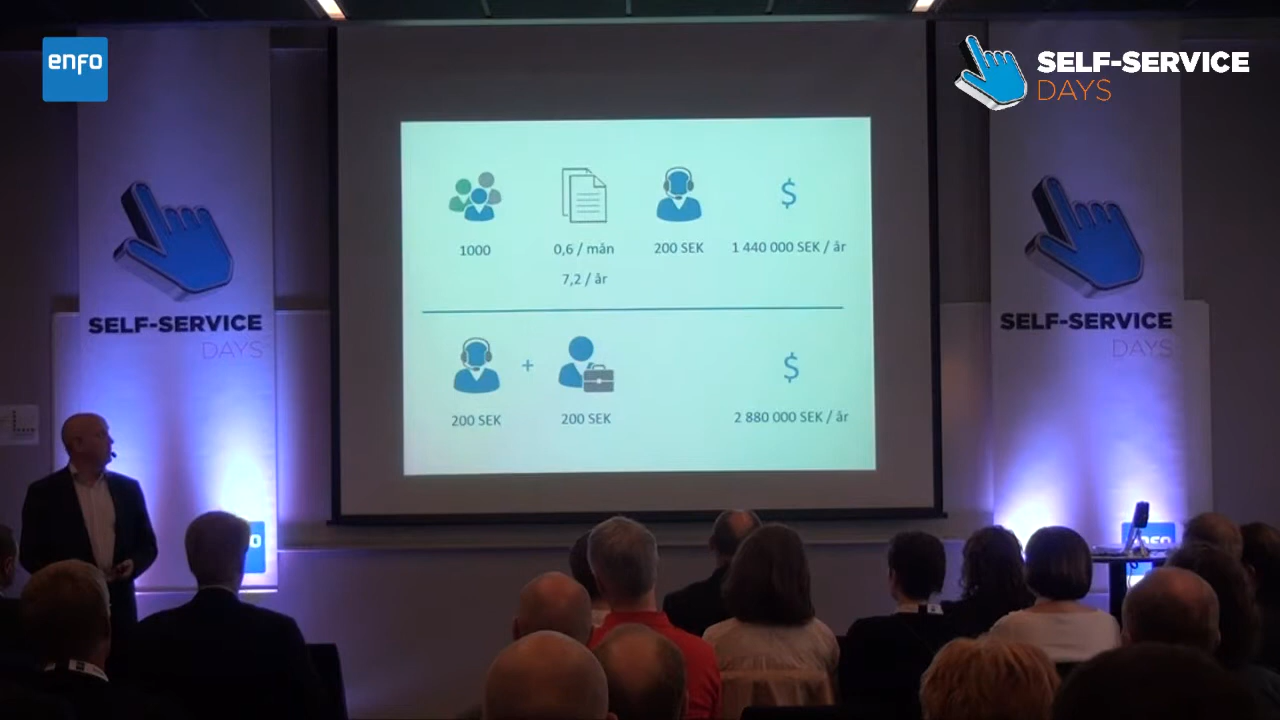 enfo
SELF-SERVICE
DAYS
SELF-SERVICE
DAYS
1000
0,6 / mån
200 SEK
1 440 000 SEK / år
7,2 / år
+
200 SEK
200 SEK
2 880 000 SEK / år
SELF-SERVICE
DAYS
enfo